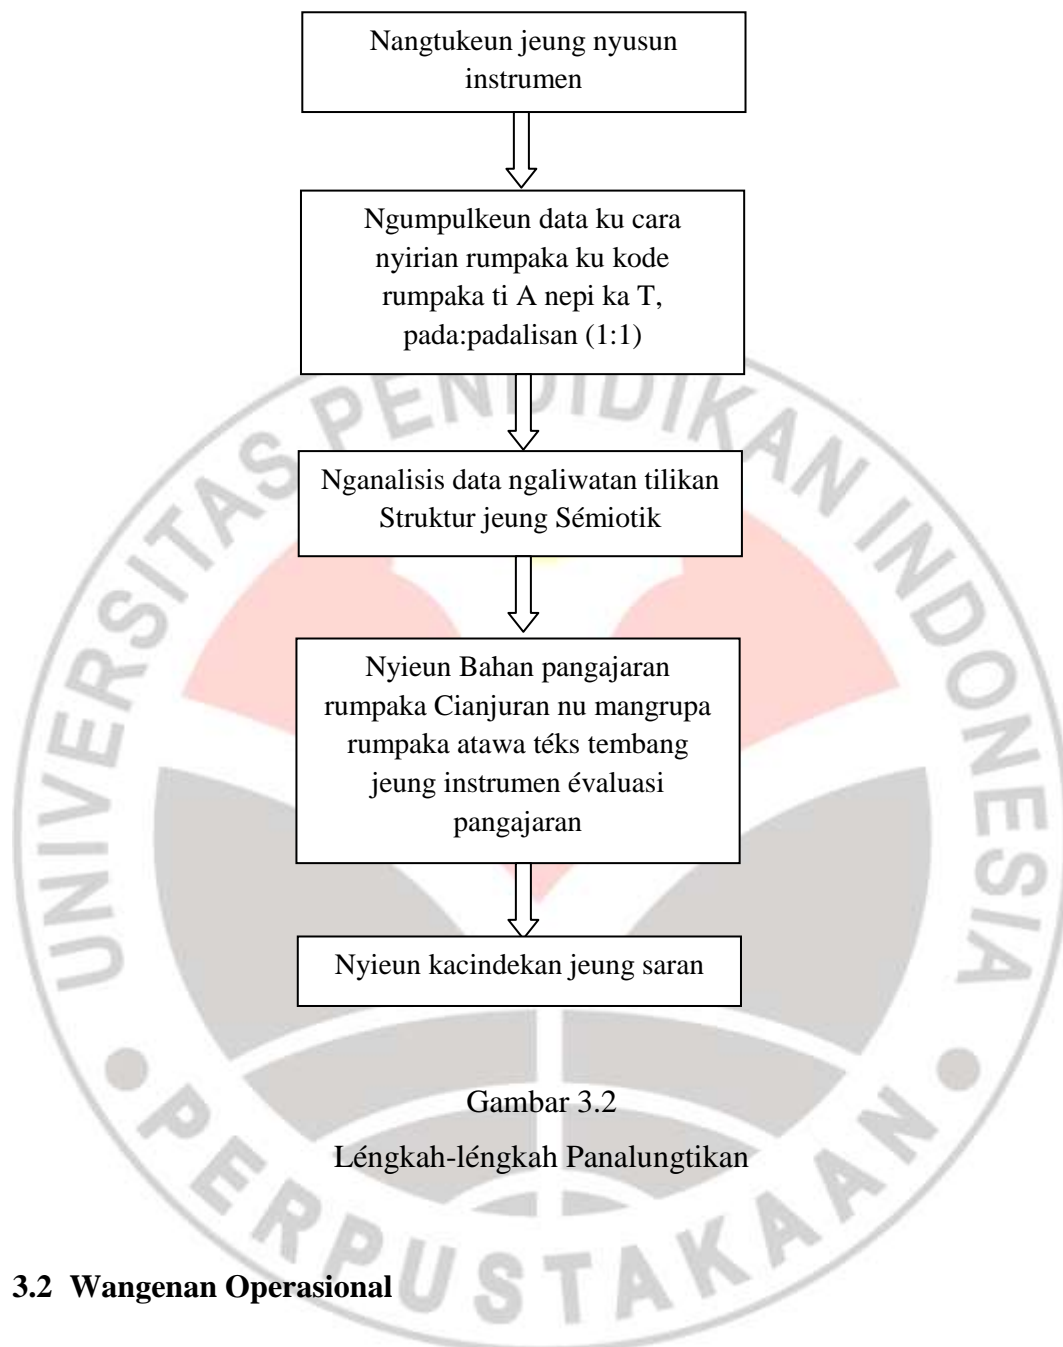 Nangtukeun jeung nyusun
instrumen
Ngumpulkeun data ku cara
nyirian rumpaka ku kode
rumpaka ti A nepi ka T,
pada:padalisan (1:1)
Nganalisis data ngaliwatan tilikan
Struktur jeung Sémiotik
Nyieun Bahan pangajaran
rumpaka Cianjuran nu mangrupa
rumpaka atawa téks tembang
jeung instrumen évaluasi
pangajaran
Nyieun kacindekan jeung saran
Gambar 3.2
Léngkah-léngkah Panalungtikan
3.2 Wangenan Operasional
UNIVERSITAS PENDIDIKAN INDONESIA
PERPUSTAKAAN